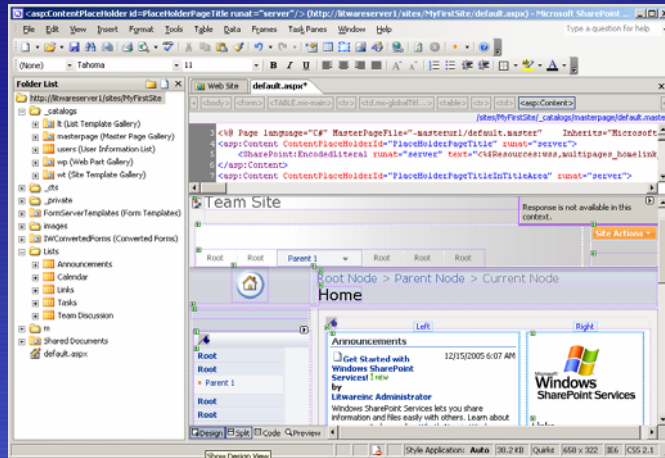 <asp:ContentPlaceHolder id=PlaceHolderPageTitle runat="server"/> (http://litwareserver1/sites/MyFirstSite/default.aspx) - Microsoft SharePoint
File Edit View Insert Format Tools Table Data Frames Task Panes Window Help
Type a question for help
(None) Tahoma 11 B I U
Folder List
Web Site default.aspx*
http://litwareserver1/sites/MyFirstSite
<body> <form> <TABLE.ms-main> <tr> <td.ms-globalTitl...> <table> <tr> <td> <asp:Content>
_catalogs
/sites/MyFirstSite/_catalogs/masterpage/default.master
lt (List Template Gallery)
masterpage (Master Page Gallery)
users (User Information List)
wp (Web Part Gallery)
wt (Site Template Gallery)
_cts
_private
FormServerTemplates (Form Templates)
images
IWConvertedForms (Converted Forms)
Lists
Announcements
Calendar
Links
Tasks
Team Discussion
m
Shared Documents
default.aspx
3 <%@ Page language="C#" MasterPageFile="~masterurl/default.master" Inherits="Microsoft
4 <asp:Content ContentPlaceHolderId="PlaceHolderPageTitle" runat="server">
5 <SharePoint:EncodedLiteral runat="server" text="<%$Resources:wss,multipages_homelink
6 </asp:Content>
7 <asp:Content ContentPlaceHolderId="PlaceHolderPageTitleInTitleArea" runat="server">
Team Site
Response is not available in this context.
Site Actions
Root Root Parent 1 Root Root Root
Root Node > Parent Node > Current Node
Home
Left Right
Root
Root
Parent 1
Root
Root
Announcements
Get Started with Windows SharePoint Services! NEW
12/15/2005 6:07 AM
by
Litwareinc Administrator
Windows SharePoint Services lets you share
information and files easily with others. Learn about
Windows
SharePoint Services
Design Split Code Preview
Style Application: Auto 38.2 KB Quirks 658 x 322 IE6 CSS 2.1
Show Design View